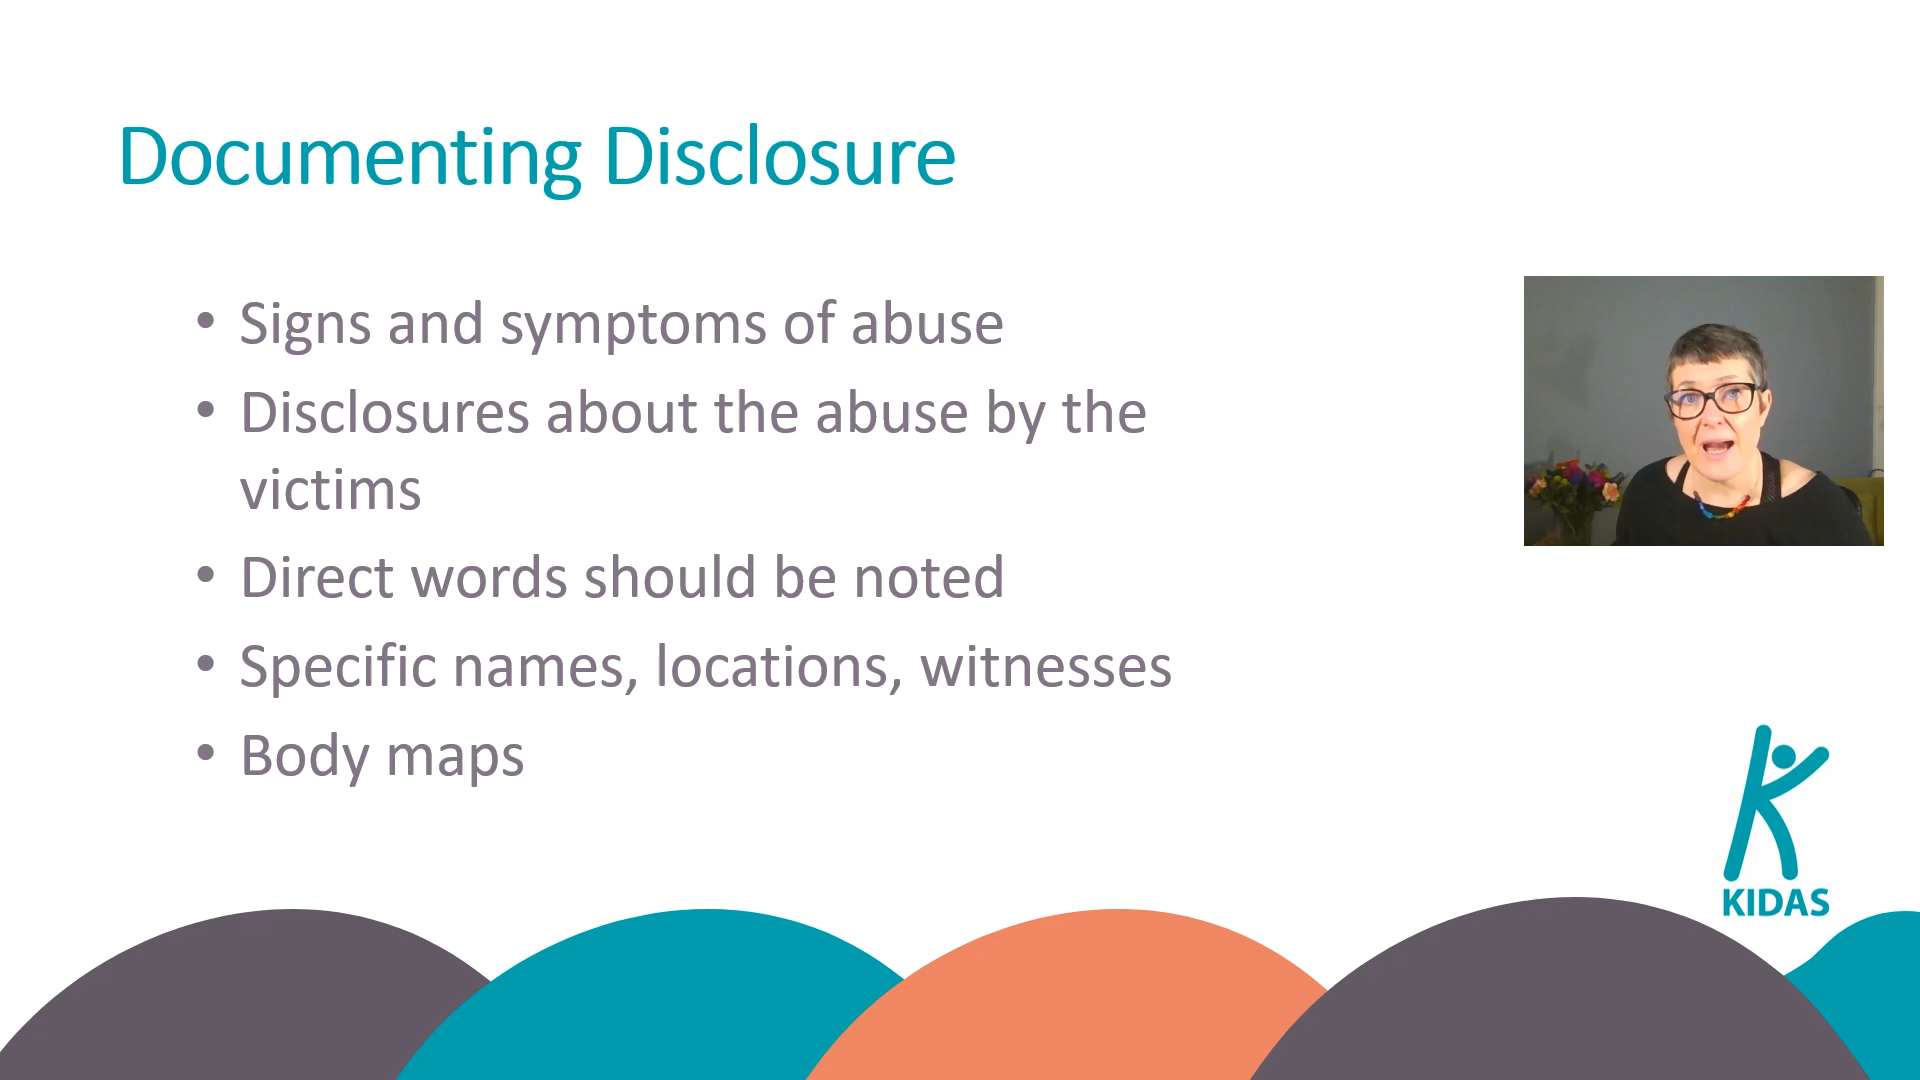 Documenting Disclosure
• Signs and symptoms of abuse
• Disclosures about the abuse by the
victims
• Direct words should be noted
• Specific names, locations, witnesses
• Body maps
KIDAS